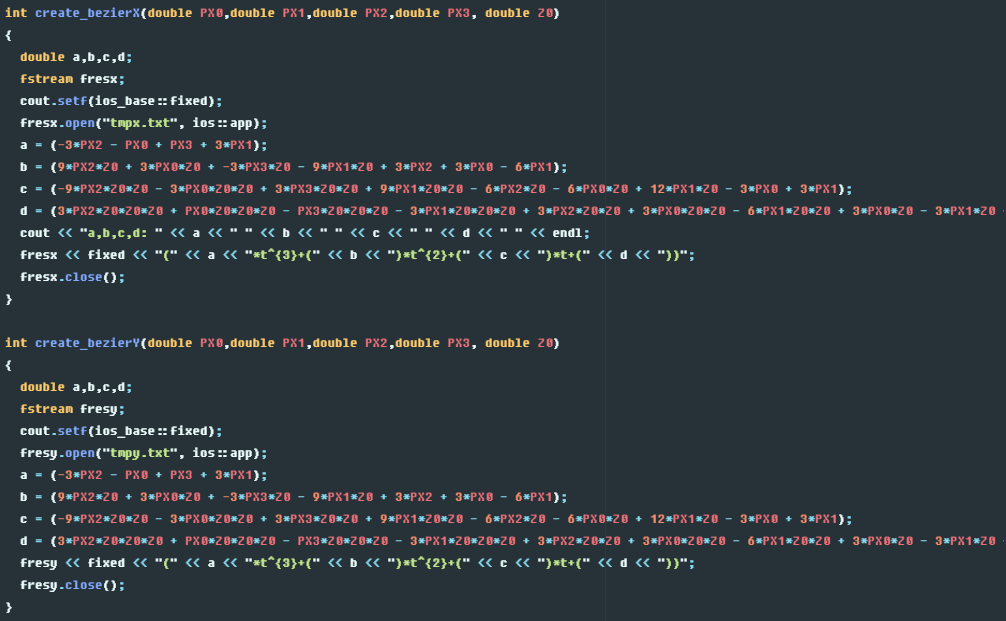 int create_bezierX(double PX0,double PX1,double PX2,double PX3, double Z0)
{
  double a,b,c,d;
  fstream fresx;
  cout.setf(ios_base::fixed);
  fresx.open("tmpx.txt", ios::app);
  a = (-3*PX2 - PX0 + PX3 + 3*PX1);
  b = (9*PX2*Z0 + 3*PX0*Z0 + -3*PX3*Z0 - 9*PX1*Z0 + 3*PX2 + 3*PX0 - 6*PX1);
  c = (-9*PX2*Z0*Z0 - 3*PX0*Z0*Z0 + 3*PX3*Z0*Z0 + 9*PX1*Z0*Z0 - 6*PX2*Z0 - 6*PX0*Z0 + 12*PX1*Z0 - 3*PX0 + 3*PX1);
  d = (3*PX2*Z0*Z0*Z0 + PX0*Z0*Z0*Z0 - PX3*Z0*Z0*Z0 - 3*PX1*Z0*Z0*Z0 + 3*PX2*Z0*Z0 + 3*PX0*Z0*Z0 - 6*PX1*Z0*Z0 + 3*PX0*Z0 - 3*PX1*Z0
  cout << "a,b,c,d: " << a << " " << b << " " << c << " " << d << " " << endl;
  fresx << fixed << "(" << a << "*t^{3}+(" << b << ")*t^{2}+(" << c << ")*t+(" << d << "))";
  fresx.close();
}
int create_bezierY(double PX0,double PX1,double PX2,double PX3, double Z0)
{
  double a,b,c,d;
  fstream fresy;
  cout.setf(ios_base::fixed);
  fresy.open("tmpy.txt", ios::app);
  a = (-3*PX2 - PX0 + PX3 + 3*PX1);
  b = (9*PX2*Z0 + 3*PX0*Z0 + -3*PX3*Z0 - 9*PX1*Z0 + 3*PX2 + 3*PX0 - 6*PX1);
  c = (-9*PX2*Z0*Z0 - 3*PX0*Z0*Z0 + 3*PX3*Z0*Z0 + 9*PX1*Z0*Z0 - 6*PX2*Z0 - 6*PX0*Z0 + 12*PX1*Z0 - 3*PX0 + 3*PX1);
  d = (3*PX2*Z0*Z0*Z0 + PX0*Z0*Z0*Z0 - PX3*Z0*Z0*Z0 - 3*PX1*Z0*Z0*Z0 + 3*PX2*Z0*Z0 + 3*PX0*Z0*Z0 - 6*PX1*Z0*Z0 + 3*PX0*Z0 - 3*PX1*Z0
  fresy << fixed << "(" << a << "*t^{3}+(" << b << ")*t^{2}+(" << c << ")*t+(" << d << "))";
  fresy.close();
}